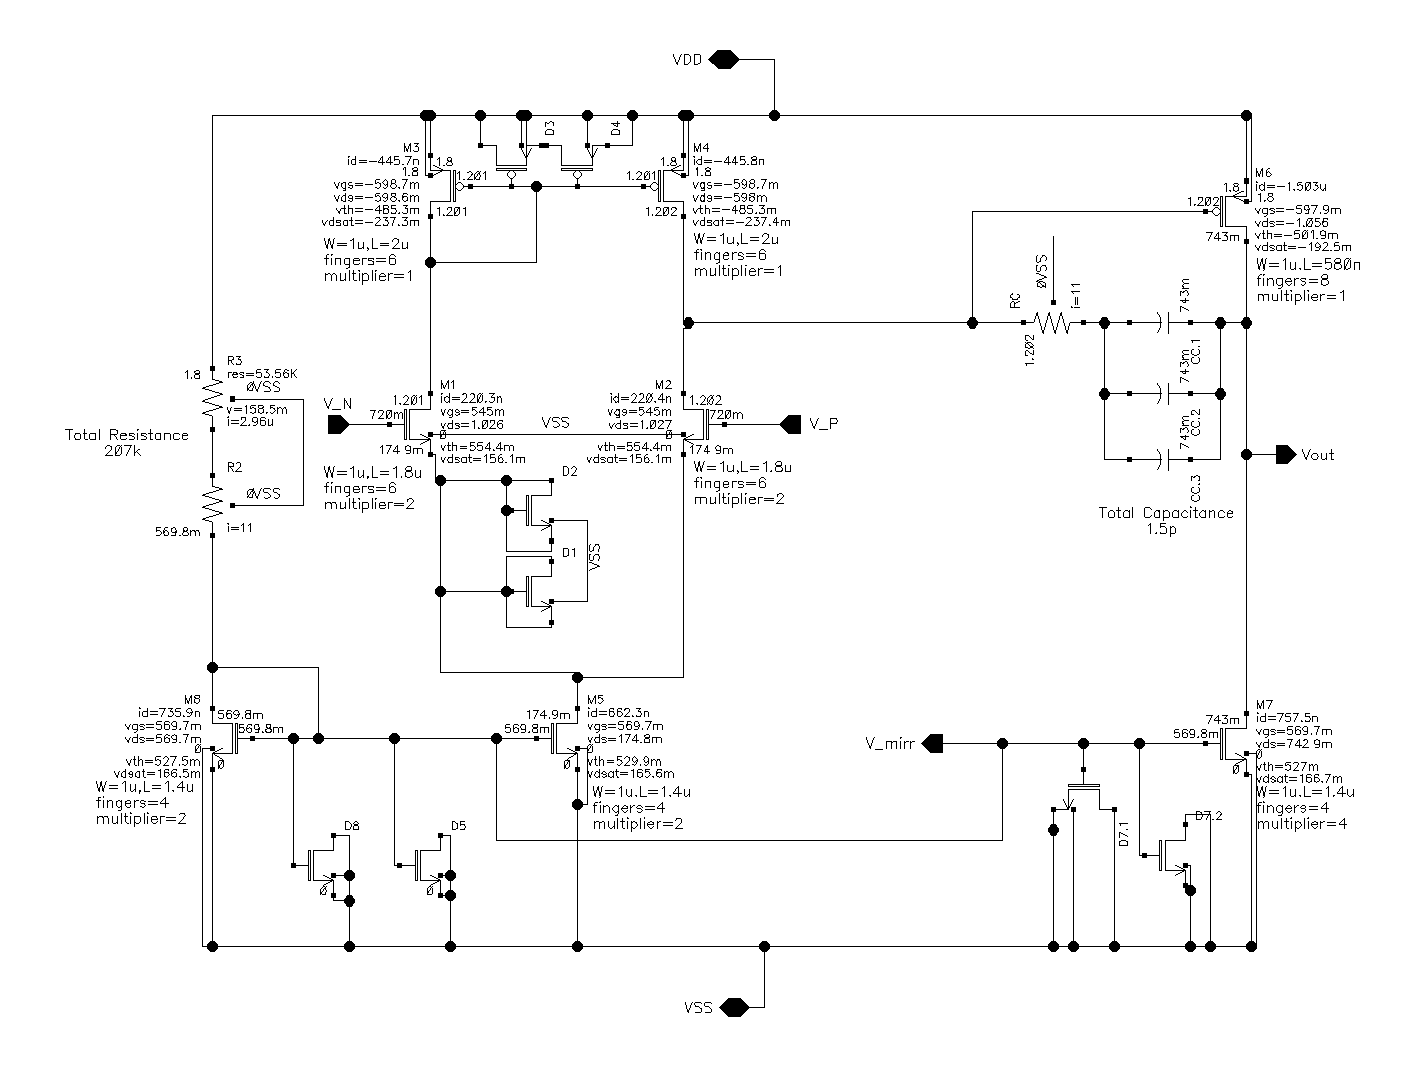 VDD
M3
id=-445.7n
1.8
1.8
vgs=-598.7m
vds=-598.6m
vth=-485.3m
vdsat=-237.3m
1.201
1.201
W=1u,L=2u
fingers=6
multiplier=1
D3
D4
M4
id=-445.8n
1.8
1.8
vgs=-598.7m
vds=-598m
vth=-485.3m
vdsat=-237.4m
1.201
1.202
W=1u,L=2u
fingers=6
multiplier=1
M6
id=-1.503u
1.8
1.8
vgs=-597.9m
vds=-1.056
vth=-501.9m
vdsat=-192.5m
1.202
743m
W=1u.L=580n
fingers=8
multiplier=1
RC
0VSS
i=11
1.202
743m
CC.1
743m
CC.2
743m
CC.3
Total Capacitance
1.5p
Vout
R3
1.8
res=53.56K
0VSS
v=158.5m
i=2.96u
Total Resistance
207k
R2
0VSS
i=11
569.8m
V_N
720m
M1
1.201
id=220.3n
vgs=545m
vds=1.026
0
vth=554.4m
vdsat=156.1m
174 9m
W=1u,L=1.8u
fingers=6
multiplier=2
VSS
M2
1.202
id=220.4n
vgs=545m
vds=1.027
0
vth=554.4m
vdsat=156.1m
174 9m
720m
V_P
W=1u,L=1.8u
fingers=6
multiplier=2
D2
D1
VSS
M8
id=735.9n
vgs=569.7m
vds=569.7m
0
vth=527.5m
vdsat=166.5m
569.8m
569.8m
0
W=1u,L=1.4u
fingers=4
multiplier=2
M5
174.9m
id=662.3n
vgs=569.7m
vds=174.8m
0
vth=529.9m
vdsat=165.6m
569.8m
0
W=1u.L=1.4u
fingers=4
multiplier=2
V_mirr
M7
743m
id=757.5n
vgs=569.7m
vds=742 9m
0
vth=527m
vdsat=166.7m
569.8m
0
W=1u.L=1.4u
fingers=4
multiplier=4
D8
0
D5
0
D7.1
D7.2
VSS